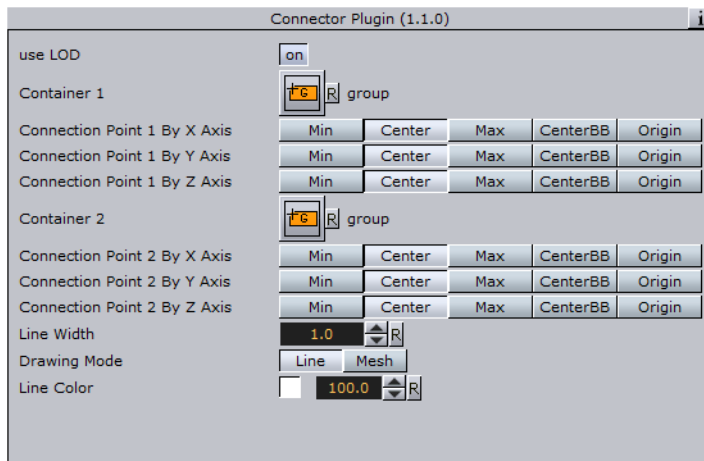 Connector Plugin (1.1.0) i
use LOD on
Container 1 G R group
Connection Point 1 By X Axis Min Center Max CenterBB Origin
Connection Point 1 By Y Axis Min Center Max CenterBB Origin
Connection Point 1 By Z Axis Min Center Max CenterBB Origin
Container 2 G R group
Connection Point 2 By X Axis Min Center Max CenterBB Origin
Connection Point 2 By Y Axis Min Center Max CenterBB Origin
Connection Point 2 By Z Axis Min Center Max CenterBB Origin
Line Width 1.0 R
Drawing Mode Line Mesh
Line Color 100.0 R